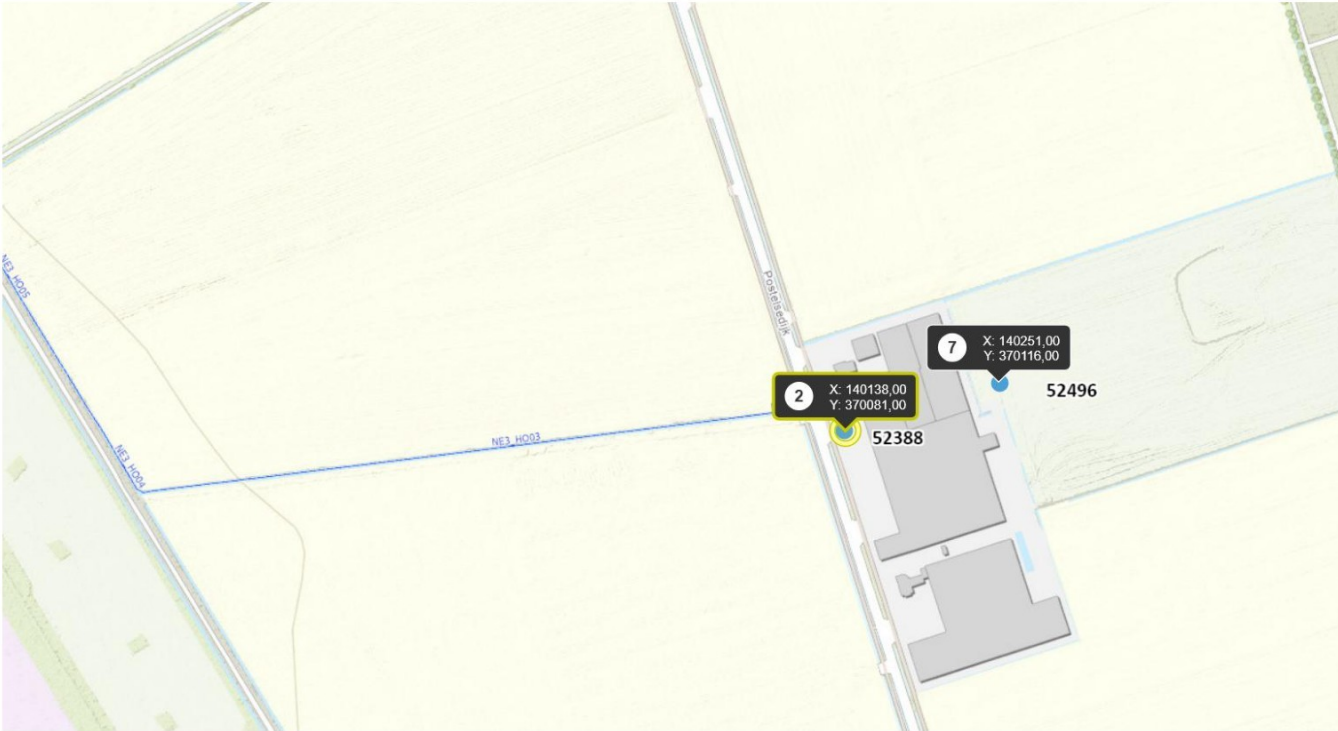 NE3_HO05
Postelsedijk
7
X: 140251,00
Y: 370116,00
52496
2
X: 140138,00
Y: 370081,00
52388
NE3_HO03
NE3_HO04